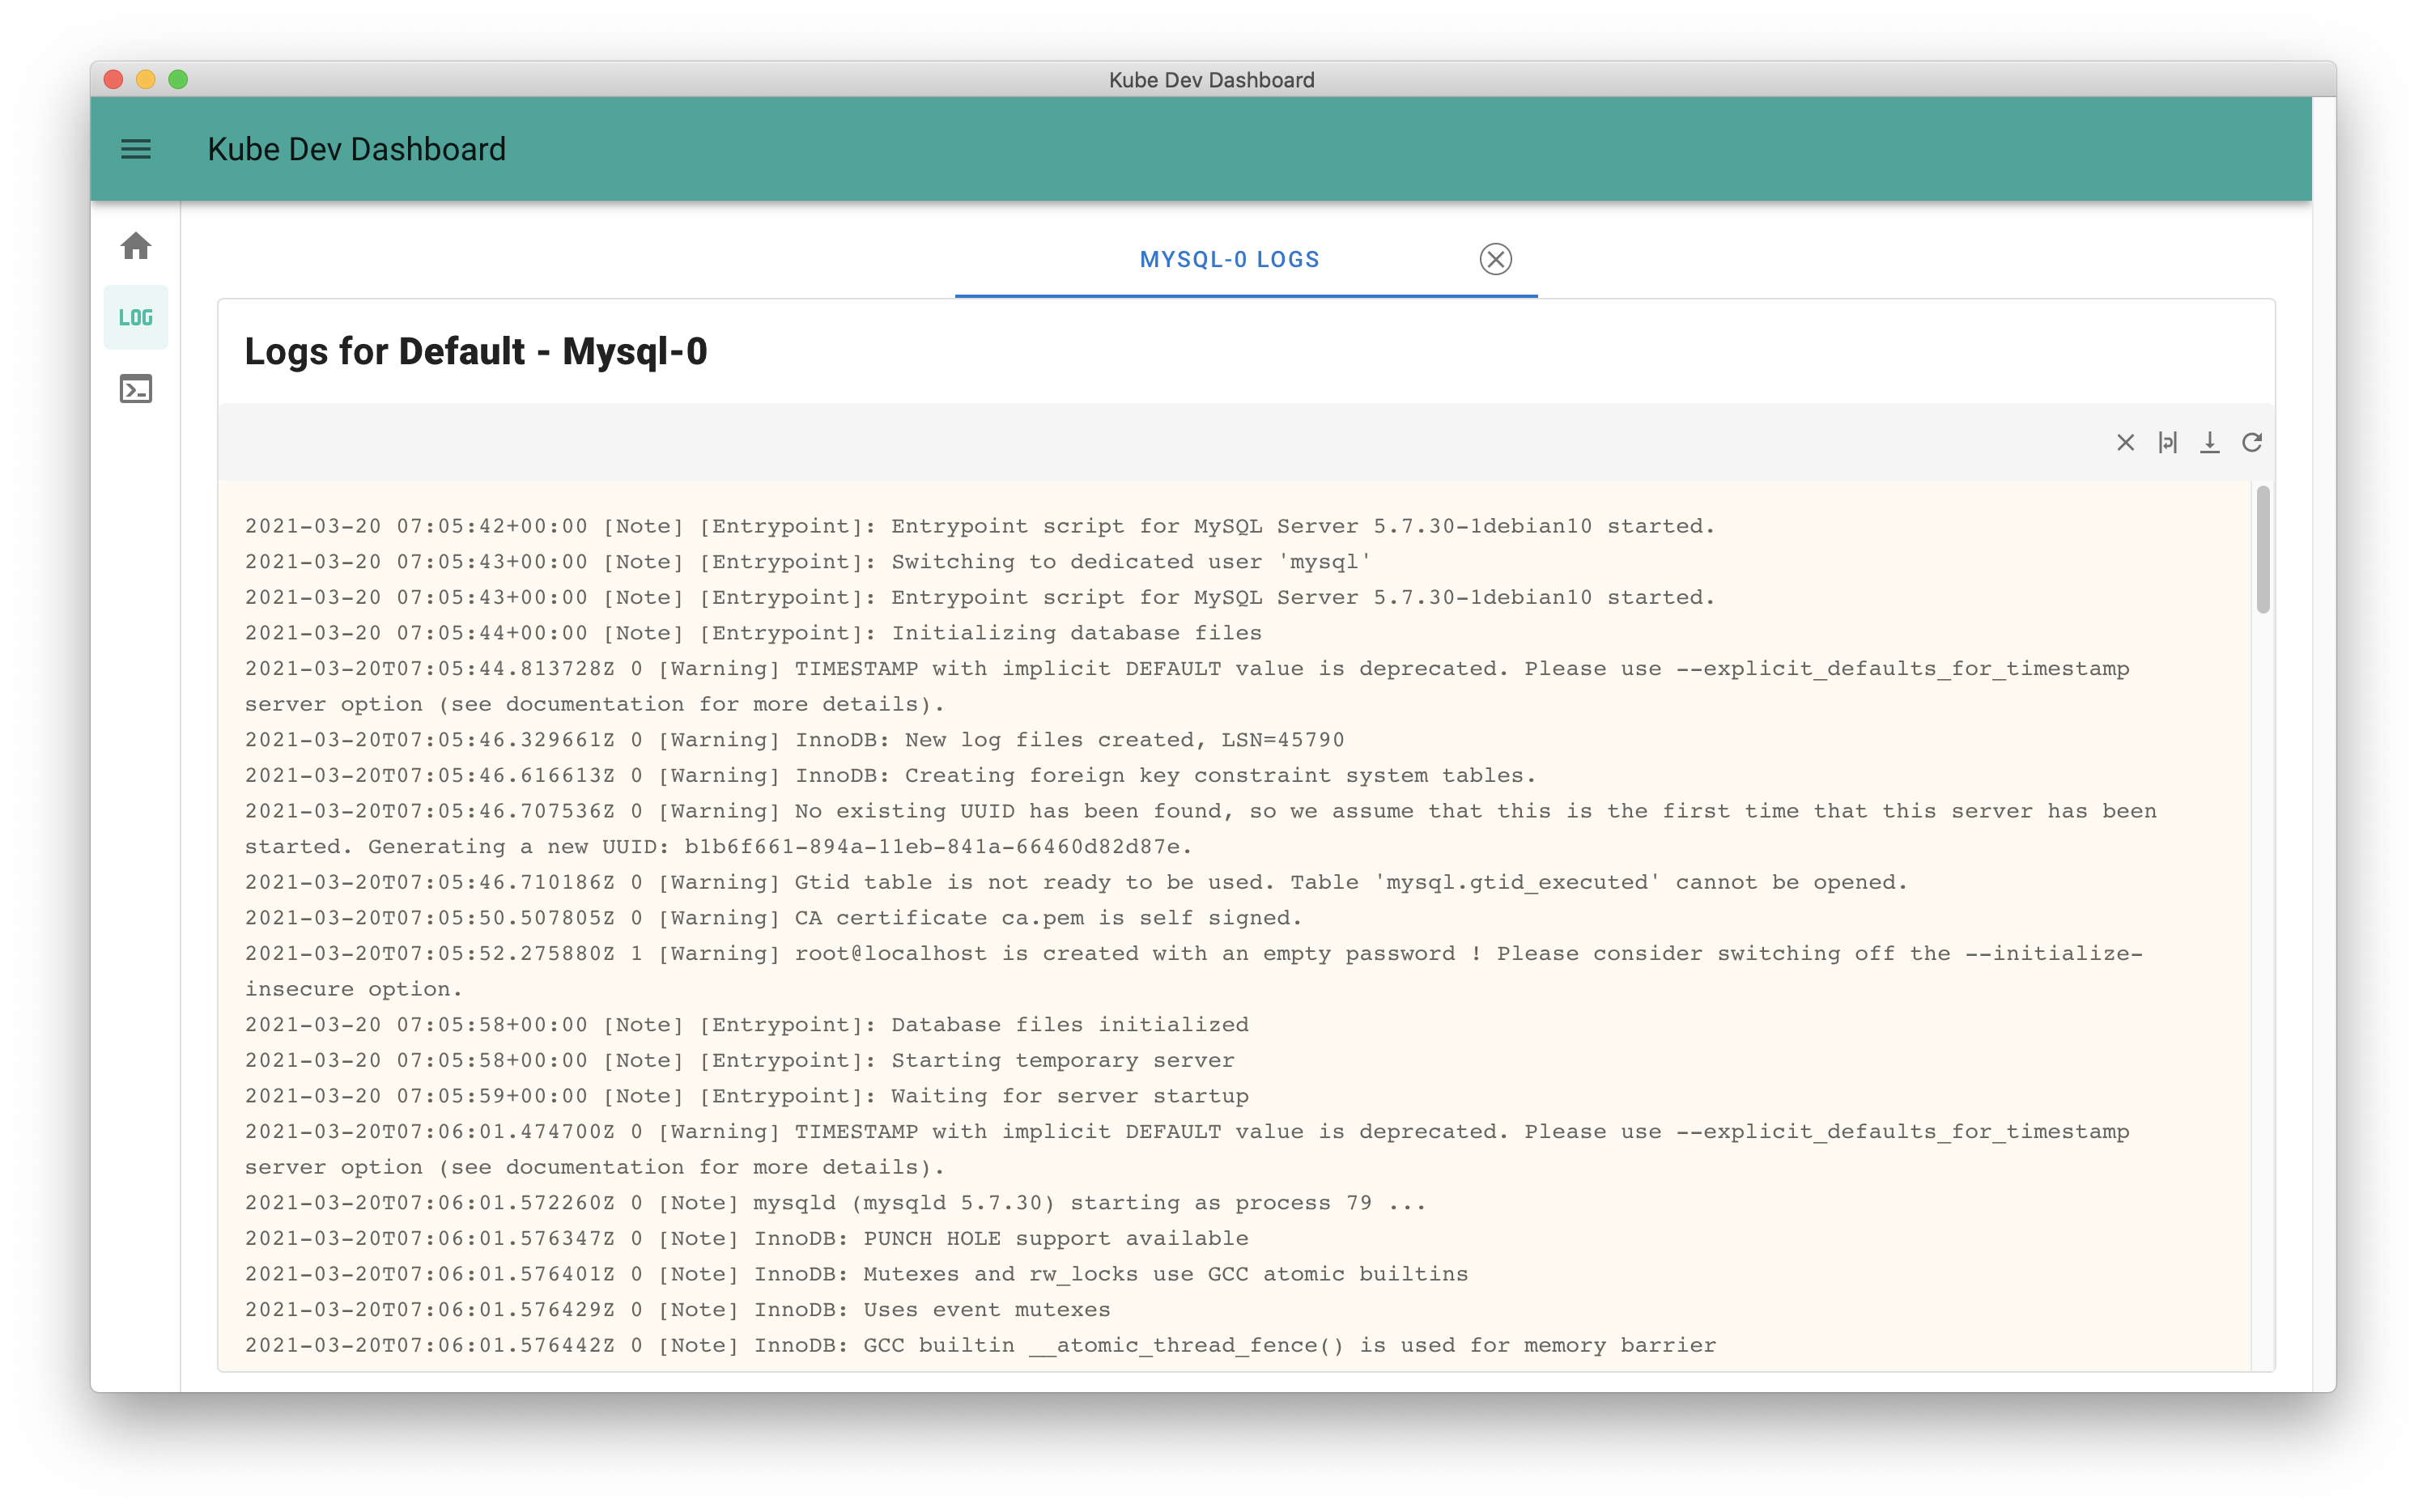 Kube Dev Dashboard
Kube Dev Dashboard
MYSQL-0 LOGS
LOG
Logs for Default - Mysql-0
2021-03-20 07:05:42+00:00 [Note] [Entrypoint]: Entrypoint script for MySQL Server 5.7.30-1debian10 started.
2021-03-20 07:05:43+00:00 [Note] [Entrypoint]: Switching to dedicated user 'mysql'
2021-03-20 07:05:43+00:00 [Note] [Entrypoint]: Entrypoint script for MySQL Server 5.7.30-1debian10 started.
2021-03-20 07:05:44+00:00 [Note] [Entrypoint]: Initializing database files
2021-03-20T07:05:44.813728Z 0 [Warning] TIMESTAMP with implicit DEFAULT value is deprecated. Please use --explicit_defaults_for_timestamp
server option (see documentation for more details).
2021-03-20T07:05:46.329661Z 0 [Warning] InnoDB: New log files created, LSN=45790
2021-03-20T07:05:46.616613Z 0 [Warning] InnoDB: Creating foreign key constraint system tables.
2021-03-20T07:05:46.707536Z 0 [Warning] No existing UUID has been found, so we assume that this is the first time that this server has been
started. Generating a new UUID: b1b6f661-894a-11eb-841a-66460d82d87e.
2021-03-20T07:05:46.710186Z 0 [Warning] Gtid table is not ready to be used. Table 'mysql.gtid_executed' cannot be opened.
2021-03-20T07:05:50.507805Z 0 [Warning] CA certificate ca.pem is self signed.
2021-03-20T07:05:52.275880Z 1 [Warning] root@localhost is created with an empty password ! Please consider switching off the --initialize-
insecure option.
2021-03-20 07:05:58+00:00 [Note] [Entrypoint]: Database files initialized
2021-03-20 07:05:58+00:00 [Note] [Entrypoint]: Starting temporary server
2021-03-20 07:05:59+00:00 [Note] [Entrypoint]: Waiting for server startup
2021-03-20T07:06:01.474700Z 0 [Warning] TIMESTAMP with implicit DEFAULT value is deprecated. Please use --explicit_defaults_for_timestamp
server option (see documentation for more details).
2021-03-20T07:06:01.572260Z 0 [Note] mysqld (mysqld 5.7.30) starting as process 79 ...
2021-03-20T07:06:01.576347Z 0 [Note] InnoDB: PUNCH HOLE support available
2021-03-20T07:06:01.576401Z 0 [Note] InnoDB: Mutexes and rw_locks use GCC atomic builtins
2021-03-20T07:06:01.576429Z 0 [Note] InnoDB: Uses event mutexes
2021-03-20T07:06:01.576442Z 0 [Note] InnoDB: GCC builtin __atomic_thread_fence() is used for memory barrier